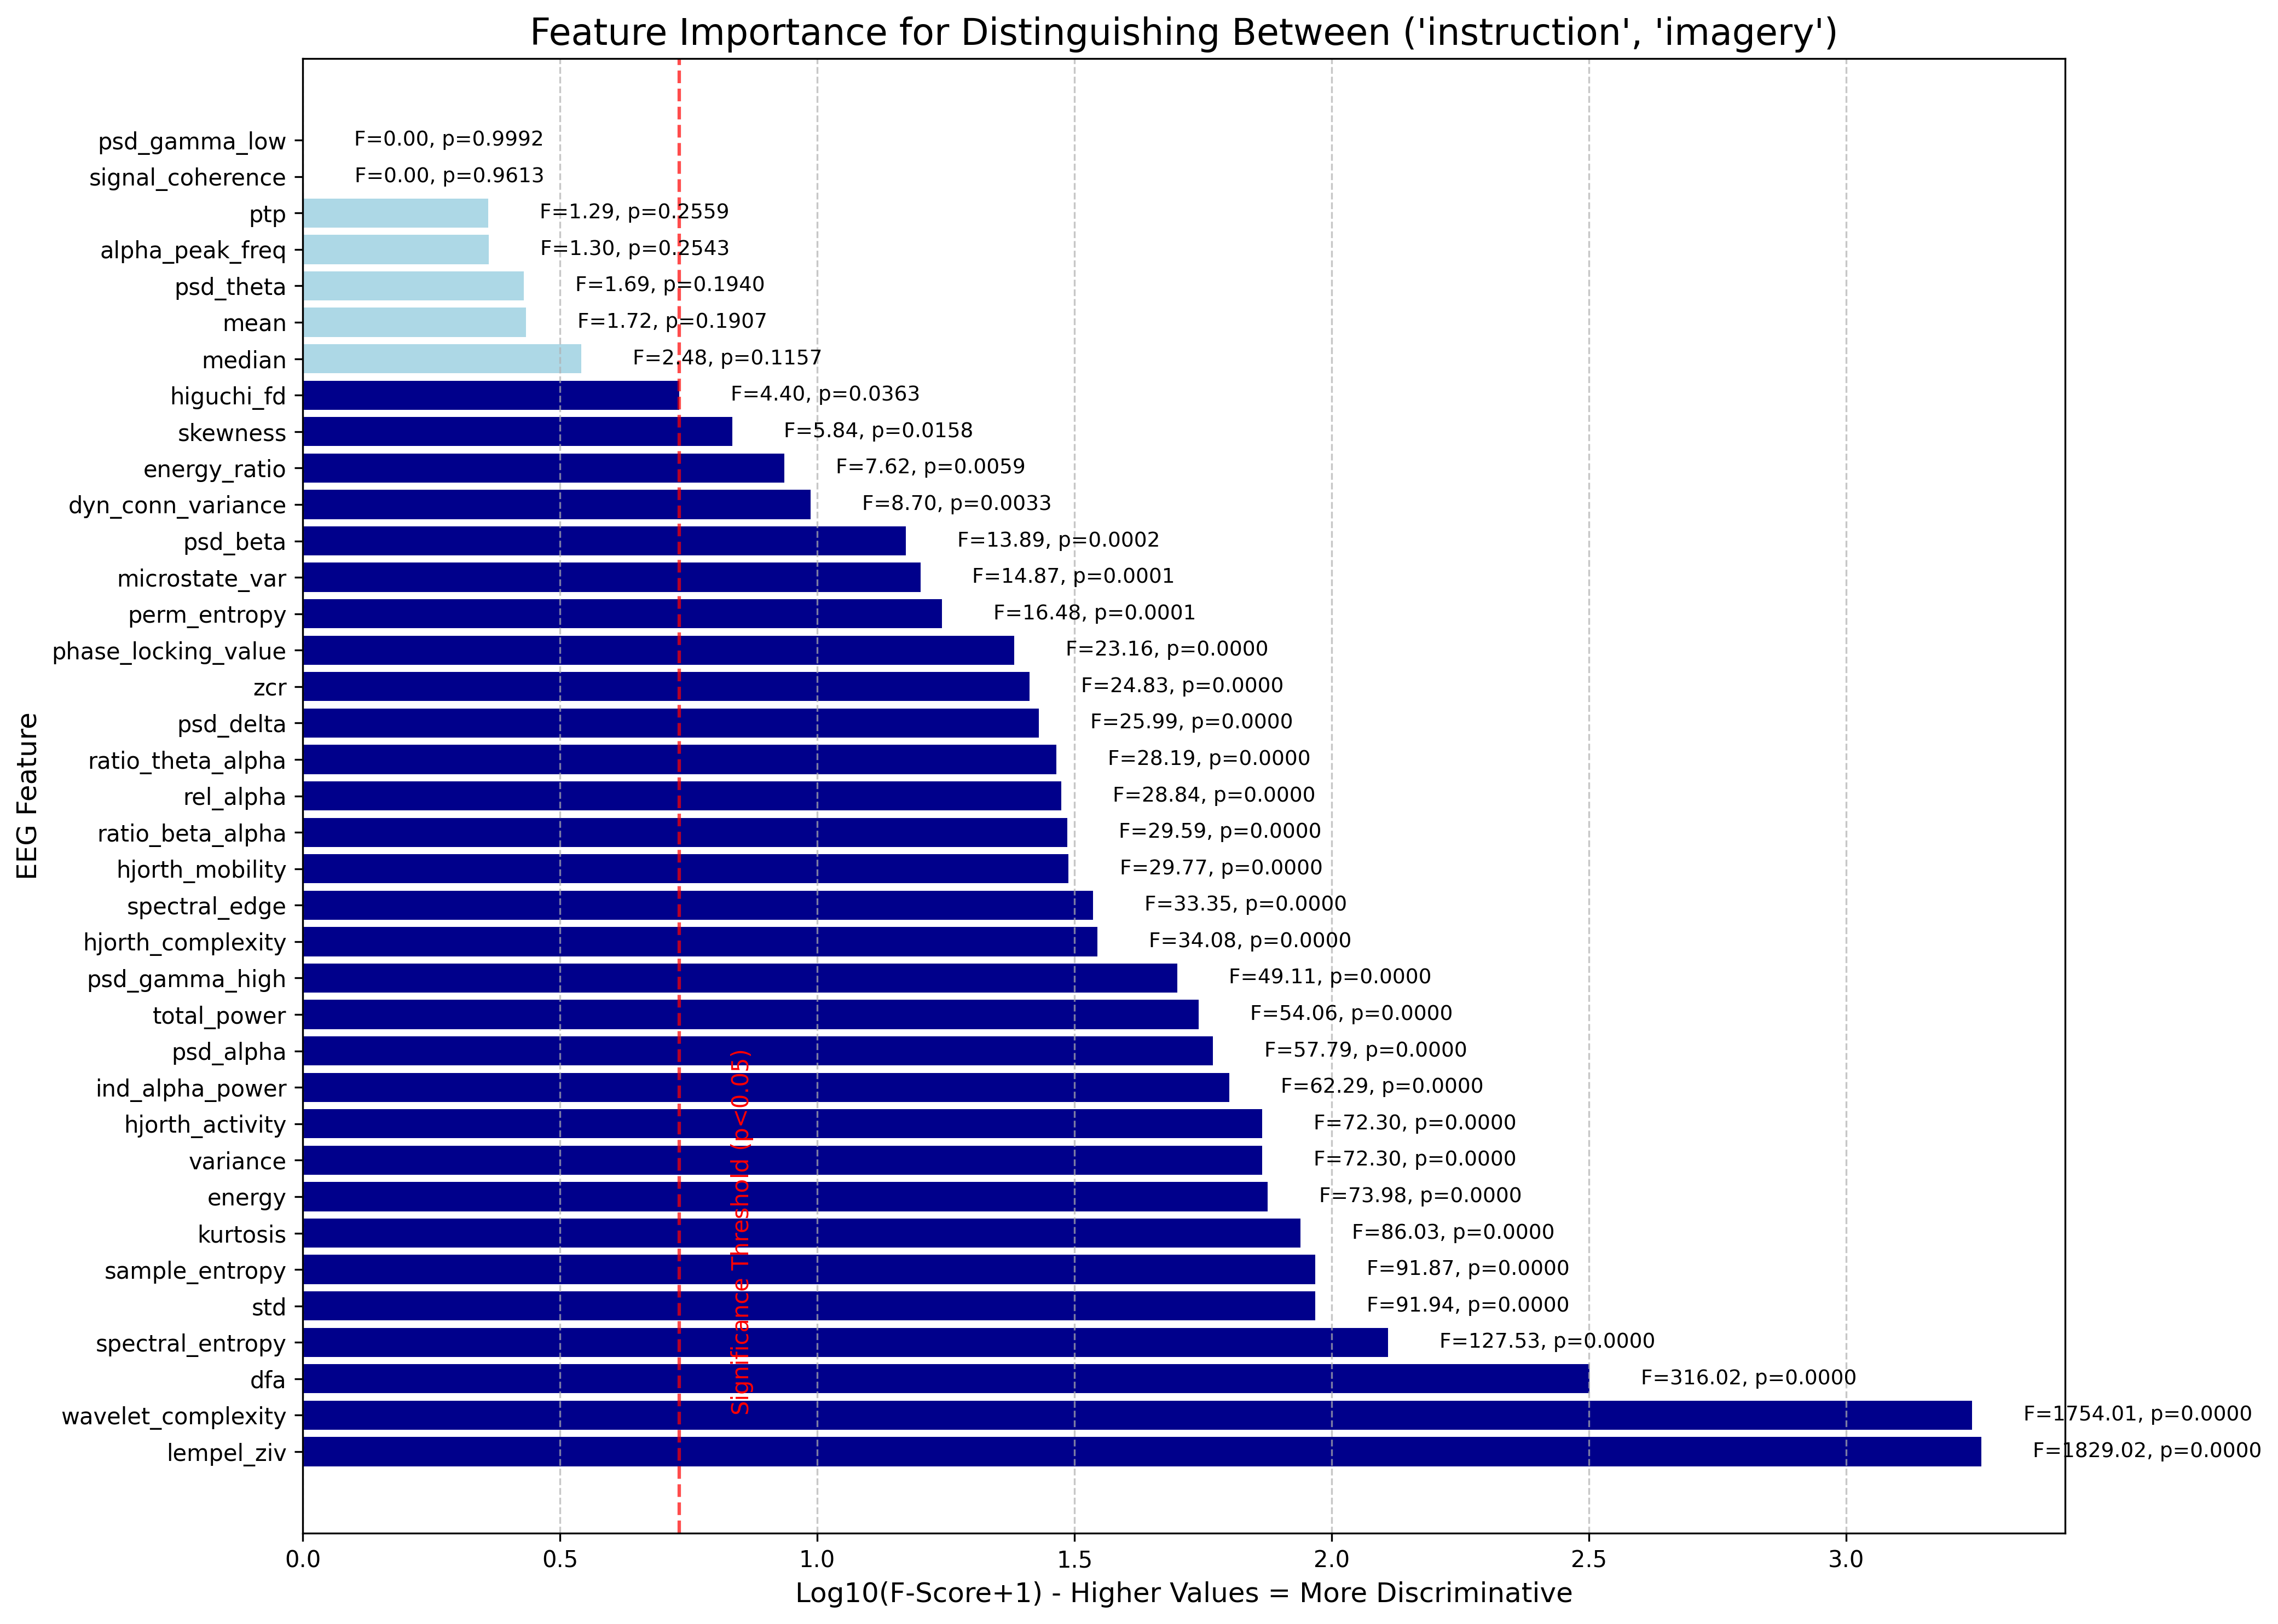 Feature Importance for Distinguishing Between ('instruction', 'imagery')
EEG Feature
psd_gamma_low F=0.00, p=0.9992
signal_coherence F=0.00, p=0.9613
ptp F=1.29, p=0.2559
alpha_peak_freq F=1.30, p=0.2543
psd_theta F=1.69, p=0.1940
mean F=1.72, p=0.1907
median F=2.48, p=0.1157
higuchi_fd F=4.40, p=0.0363
skewness F=5.84, p=0.0158
energy_ratio F=7.62, p=0.0059
dyn_conn_variance F=8.70, p=0.0033
psd_beta F=13.89, p=0.0002
microstate_var F=14.87, p=0.0001
perm_entropy F=16.48, p=0.0001
phase_locking_value F=23.16, p=0.0000
zcr F=24.83, p=0.0000
psd_delta F=25.99, p=0.0000
ratio_theta_alpha F=28.19, p=0.0000
rel_alpha F=28.84, p=0.0000
ratio_beta_alpha F=29.59, p=0.0000
hjorth_mobility F=29.77, p=0.0000
spectral_edge F=33.35, p=0.0000
hjorth_complexity F=34.08, p=0.0000
psd_gamma_high F=49.11, p=0.0000
total_power F=54.06, p=0.0000
psd_alpha F=57.79, p=0.0000
ind_alpha_power F=62.29, p=0.0000
hjorth_activity F=72.30, p=0.0000
variance F=72.30, p=0.0000
energy F=73.98, p=0.0000
kurtosis F=86.03, p=0.0000
sample_entropy F=91.87, p=0.0000
std F=91.94, p=0.0000
spectral_entropy F=127.53, p=0.0000
dfa F=316.02, p=0.0000
wavelet_complexity F=1754.01, p=0.0000
lempel_ziv F=1829.02, p=0.0000
Significance Threshold (p<0.05)
0.0 0.5 1.0 1.5 2.0 2.5 3.0
Log10(F-Score+1) - Higher Values = More Discriminative